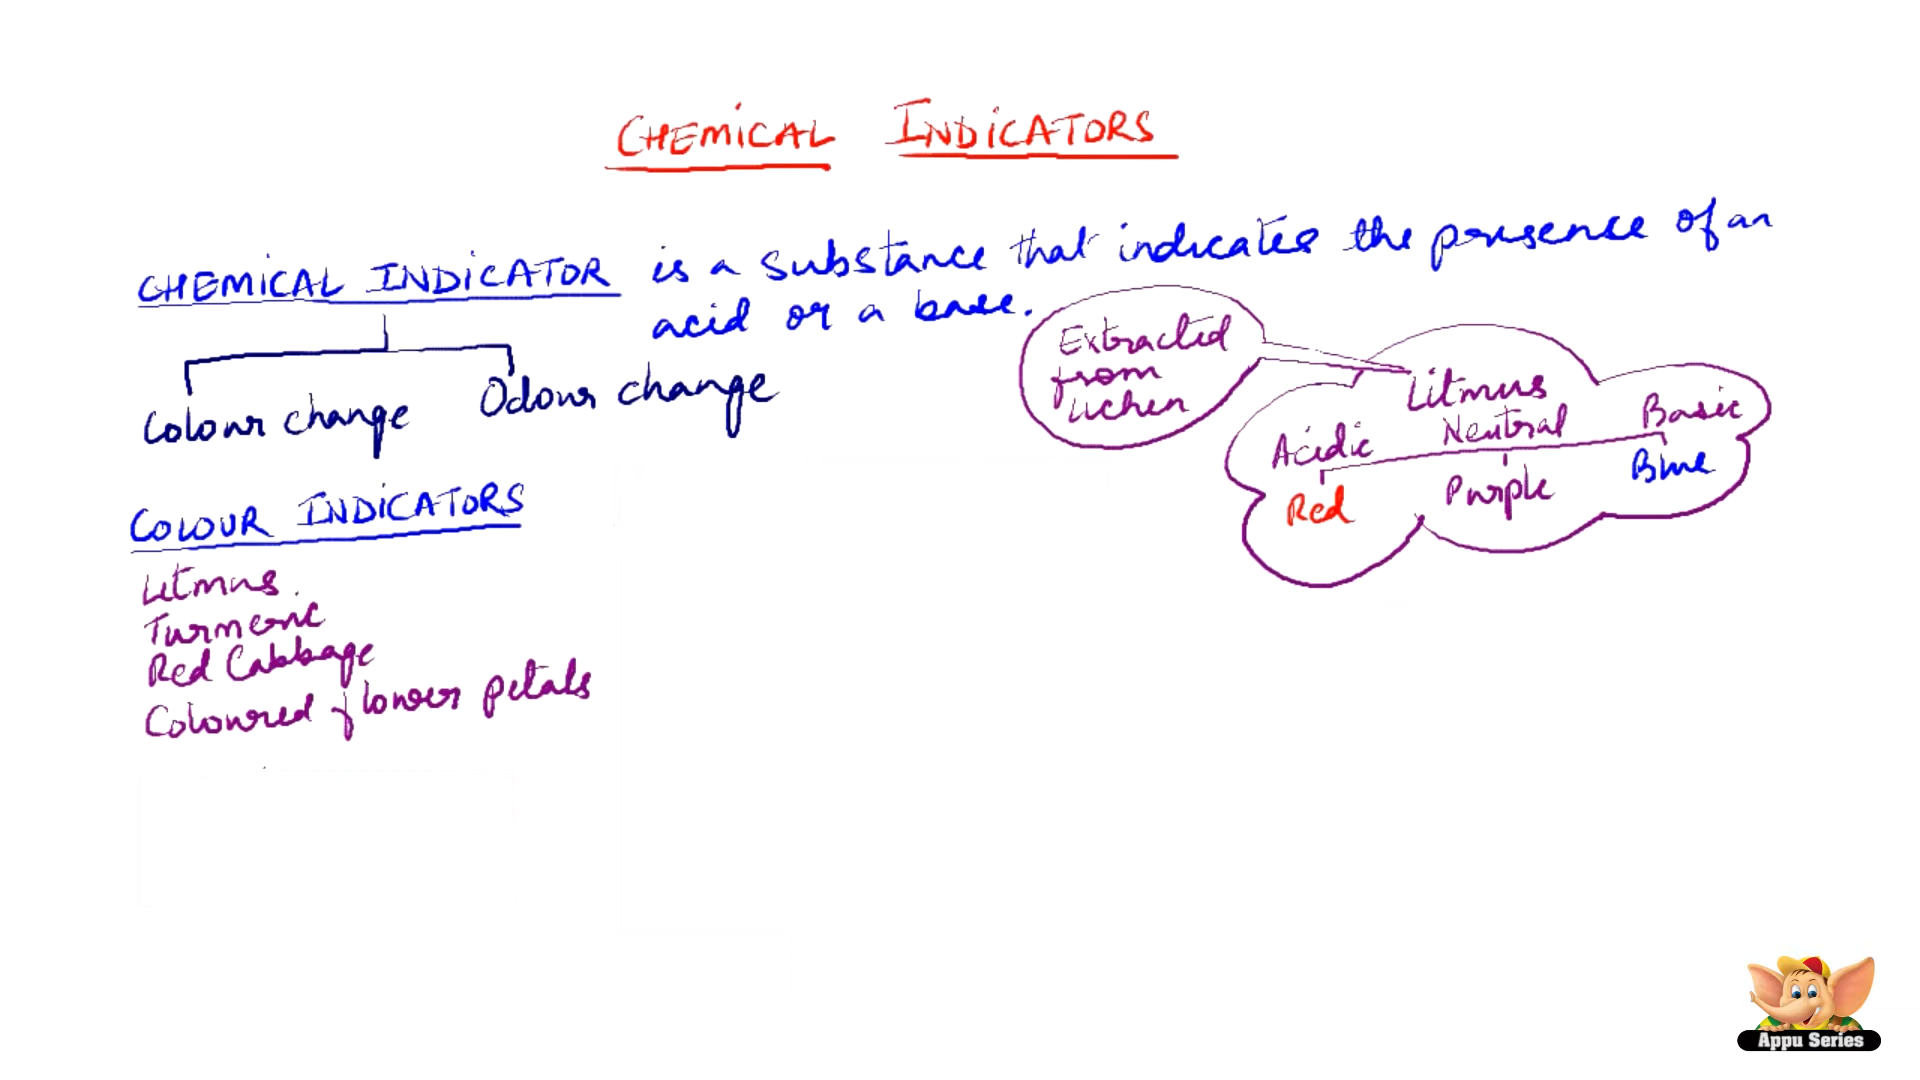 CHEMICAL INDICATORS
CHEMICAL INDICATOR is a substance that indicates the presence of an
acid or a base.
Colour change
Odour change
Extracted
from
lichen
Litmus
Acidic Neutral Basic
Red Purple Blue
COLOUR INDICATORS
Litmus
Turmeric
Red Cabbage
Coloured flower petals
Appu Series